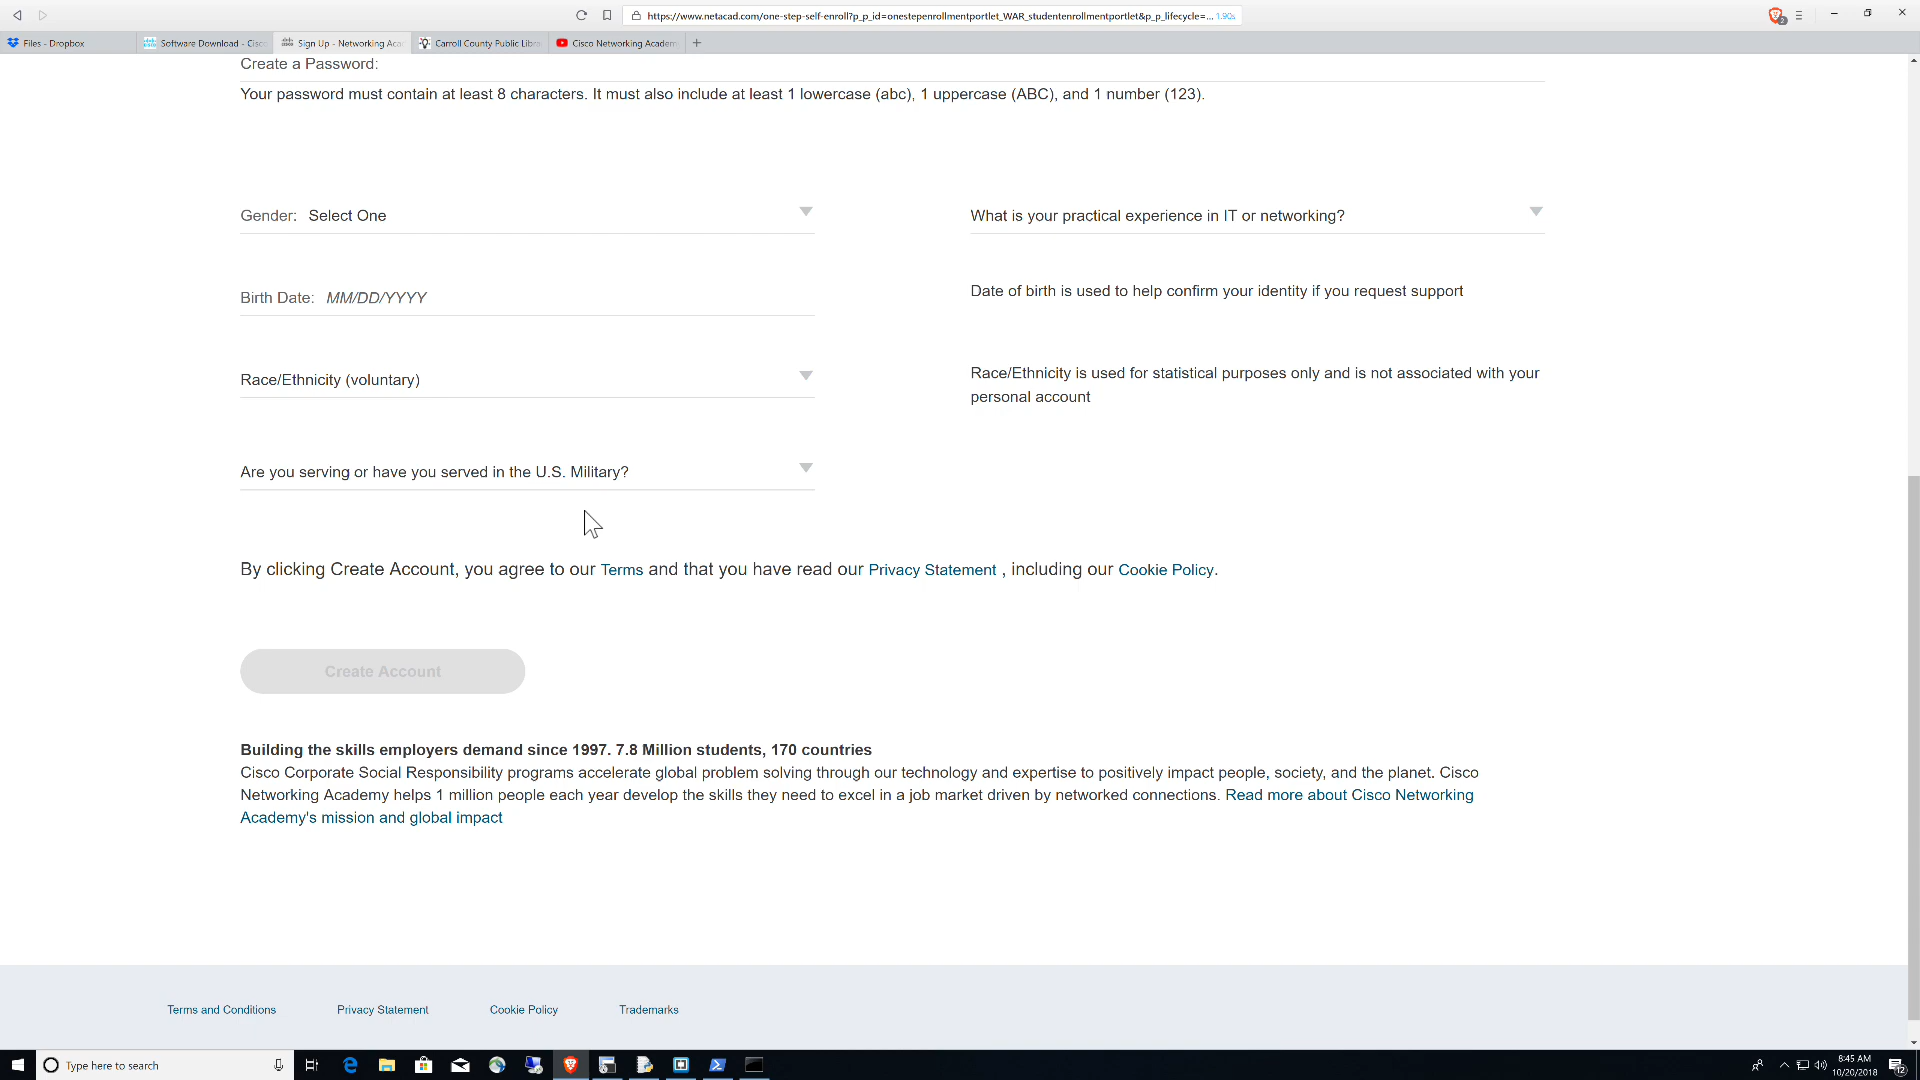 https://www.netacad.com/one-step-self-enroll?p_p_id=onestepenrollmentportlet_WAR_studentenrollmentportlet&p_p_lifecycle=... 1.90s
2
Files - Dropbox
Software Download - Cisc
Sign Up - Networking Aca
Carroll County Public Libra
Cisco Networking Academ
Create a Password:
Your password must contain at least 8 characters. It must also include at least 1 lowercase (abc), 1 uppercase (ABC), and 1 number (123).
Gender: Select One
What is your practical experience in IT or networking?
Birth Date: MM/DD/YYYY
Date of birth is used to help confirm your identity if you request support
Race/Ethnicity (voluntary)
Race/Ethnicity is used for statistical purposes only and is not associated with your
personal account
Are you serving or have you served in the U.S. Military?
By clicking Create Account, you agree to our Terms and that you have read our Privacy Statement , including our Cookie Policy.
Create Account
Building the skills employers demand since 1997. 7.8 Million students, 170 countries
Cisco Corporate Social Responsibility programs accelerate global problem solving through our technology and expertise to positively impact people, society, and the planet. Cisco
Networking Academy helps 1 million people each year develop the skills they need to excel in a job market driven by networked connections. Read more about Cisco Networking
Academy's mission and global impact
Terms and Conditions
Privacy Statement
Cookie Policy
Trademarks
Type here to search
8:45 AM
10/20/2018
12